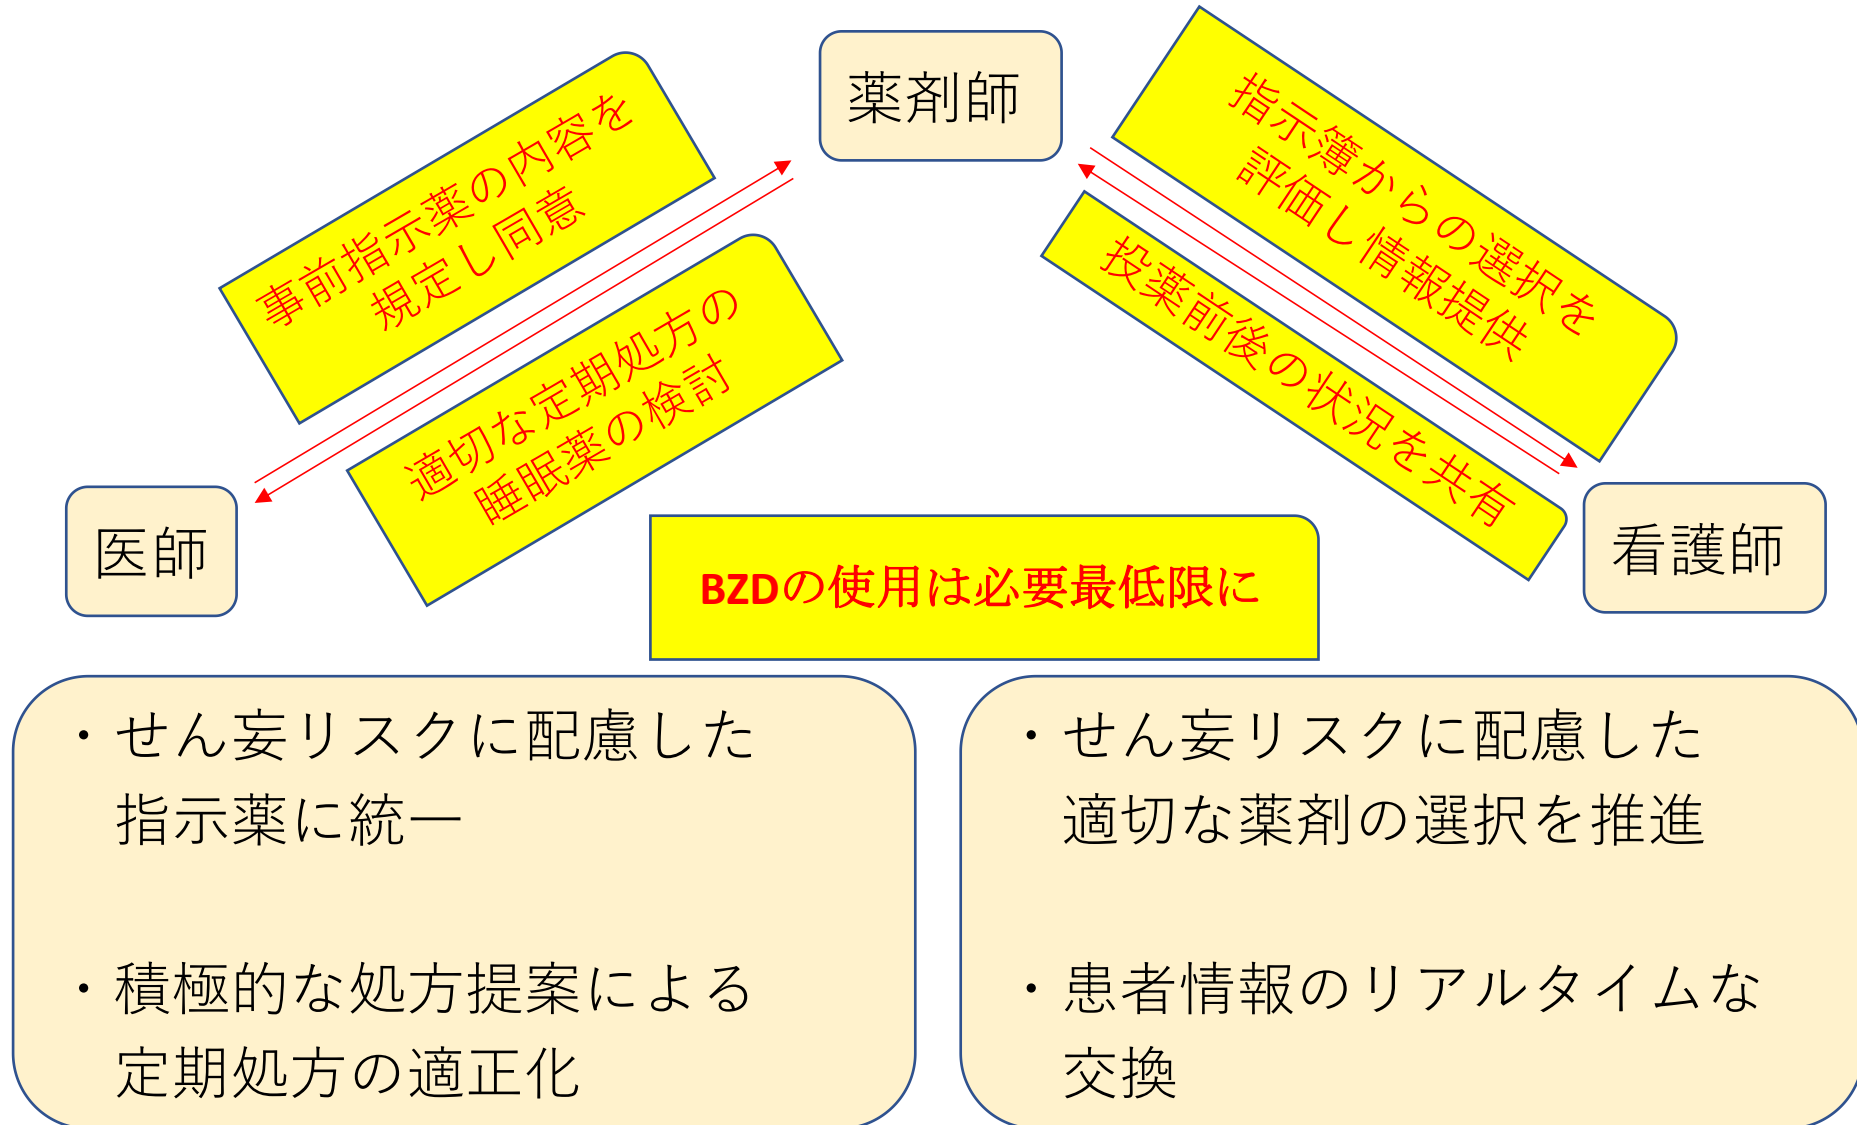 薬剤師
事前指示薬の内容を
規定し同意
適切な定期処方の
睡眠薬の検討
指示簿からの選択を
評価し情報提供
投薬前後の状況を共有
医師
看護師
BZDの使用は必要最低限に
・せん妄リスクに配慮した
指示薬に統一
・積極的な処方提案による
定期処方の適正化
・せん妄リスクに配慮した
適切な薬剤の選択を推進
・患者情報のリアルタイムな
交換